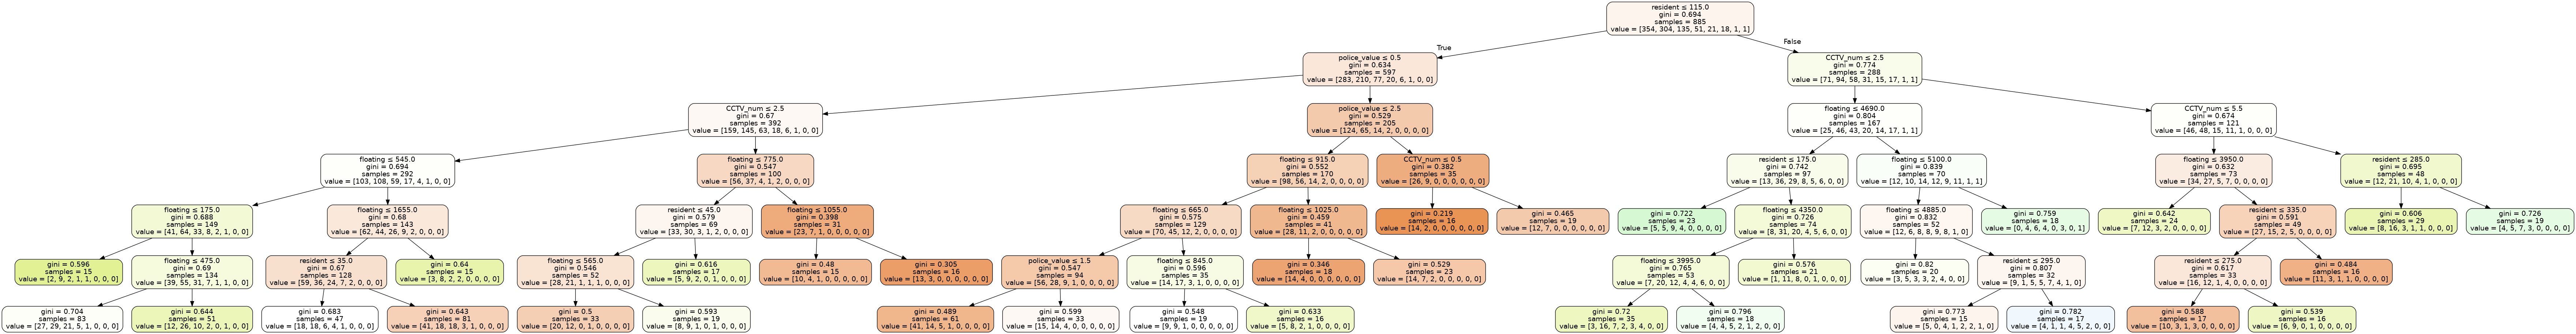 resident ≤ 115.0
gini = 0.694
samples = 885
value = [354, 304, 135, 51, 21, 18, 1, 1]
True
False
police_value ≤ 0.5
gini = 0.634
samples = 597
value = [283, 210, 77, 20, 6, 1, 0, 0]
CCTV_num ≤ 2.5
gini = 0.774
samples = 288
value = [71, 94, 58, 31, 15, 17, 1, 1]
CCTV_num ≤ 2.5
gini = 0.67
samples = 392
value = [159, 145, 63, 18, 6, 1, 0, 0]
police_value ≤ 2.5
gini = 0.529
samples = 205
value = [124, 65, 14, 2, 0, 0, 0, 0]
floating ≤ 4690.0
gini = 0.804
samples = 167
value = [25, 46, 43, 20, 14, 17, 1, 1]
CCTV_num ≤ 5.5
gini = 0.674
samples = 121
value = [46, 48, 15, 11, 1, 0, 0, 0]
floating ≤ 545.0
gini = 0.694
samples = 292
value = [103, 108, 59, 17, 4, 1, 0, 0]
floating ≤ 775.0
gini = 0.547
samples = 100
value = [56, 37, 4, 1, 2, 0, 0, 0]
floating ≤ 915.0
gini = 0.552
samples = 170
value = [98, 56, 14, 2, 0, 0, 0, 0]
CCTV_num ≤ 0.5
gini = 0.382
samples = 35
value = [26, 9, 0, 0, 0, 0, 0, 0]
resident ≤ 175.0
gini = 0.742
samples = 97
value = [13, 36, 29, 8, 5, 6, 0, 0]
floating ≤ 5100.0
gini = 0.839
samples = 70
value = [12, 10, 14, 12, 9, 11, 1, 1]
floating ≤ 3950.0
gini = 0.632
samples = 73
value = [34, 27, 5, 7, 0, 0, 0, 0]
resident ≤ 285.0
gini = 0.695
samples = 48
value = [12, 21, 10, 4, 1, 0, 0, 0]
floating ≤ 175.0
gini = 0.688
samples = 149
value = [41, 64, 33, 8, 2, 1, 0, 0]
floating ≤ 1655.0
gini = 0.68
samples = 143
value = [62, 44, 26, 9, 2, 0, 0, 0]
resident ≤ 45.0
gini = 0.579
samples = 69
value = [33, 30, 3, 1, 2, 0, 0, 0]
floating ≤ 1055.0
gini = 0.398
samples = 31
value = [23, 7, 1, 0, 0, 0, 0, 0]
floating ≤ 665.0
gini = 0.575
samples = 129
value = [70, 45, 12, 2, 0, 0, 0, 0]
floating ≤ 1025.0
gini = 0.459
samples = 41
value = [28, 11, 2, 0, 0, 0, 0, 0]
gini = 0.219
samples = 16
value = [14, 2, 0, 0, 0, 0, 0, 0]
gini = 0.465
samples = 19
value = [12, 7, 0, 0, 0, 0, 0, 0]
gini = 0.722
samples = 23
value = [5, 5, 9, 4, 0, 0, 0, 0]
floating ≤ 4350.0
gini = 0.726
samples = 74
value = [8, 31, 20, 4, 5, 6, 0, 0]
floating ≤ 4885.0
gini = 0.832
samples = 52
value = [12, 6, 8, 8, 9, 8, 1, 0]
gini = 0.759
samples = 18
value = [0, 4, 6, 4, 0, 3, 0, 1]
gini = 0.642
samples = 24
value = [7, 12, 3, 2, 0, 0, 0, 0]
resident ≤ 335.0
gini = 0.591
samples = 49
value = [27, 15, 2, 5, 0, 0, 0, 0]
gini = 0.606
samples = 29
value = [8, 16, 3, 1, 1, 0, 0, 0]
gini = 0.726
samples = 19
value = [4, 5, 7, 3, 0, 0, 0, 0]
gini = 0.596
samples = 15
value = [2, 9, 2, 1, 1, 0, 0, 0]
floating ≤ 475.0
gini = 0.69
samples = 134
value = [39, 55, 31, 7, 1, 1, 0, 0]
resident ≤ 35.0
gini = 0.67
samples = 128
value = [59, 36, 24, 7, 2, 0, 0, 0]
gini = 0.64
samples = 15
value = [3, 8, 2, 2, 0, 0, 0, 0]
floating ≤ 565.0
gini = 0.546
samples = 52
value = [28, 21, 1, 1, 1, 0, 0, 0]
gini = 0.616
samples = 17
value = [5, 9, 2, 0, 1, 0, 0, 0]
gini = 0.48
samples = 15
value = [10, 4, 1, 0, 0, 0, 0, 0]
gini = 0.305
samples = 16
value = [13, 3, 0, 0, 0, 0, 0, 0]
police_value ≤ 1.5
gini = 0.547
samples = 94
value = [56, 28, 9, 1, 0, 0, 0, 0]
floating ≤ 845.0
gini = 0.596
samples = 35
value = [14, 17, 3, 1, 0, 0, 0, 0]
gini = 0.346
samples = 18
value = [14, 4, 0, 0, 0, 0, 0, 0]
gini = 0.529
samples = 23
value = [14, 7, 2, 0, 0, 0, 0, 0]
floating ≤ 3995.0
gini = 0.765
samples = 53
value = [7, 20, 12, 4, 4, 6, 0, 0]
gini = 0.576
samples = 21
value = [1, 11, 8, 0, 1, 0, 0, 0]
gini = 0.82
samples = 20
value = [3, 5, 3, 3, 2, 4, 0, 0]
resident ≤ 295.0
gini = 0.807
samples = 32
value = [9, 1, 5, 5, 7, 4, 1, 0]
resident ≤ 275.0
gini = 0.617
samples = 33
value = [16, 12, 1, 4, 0, 0, 0, 0]
gini = 0.484
samples = 16
value = [11, 3, 1, 1, 0, 0, 0, 0]
gini = 0.704
samples = 83
value = [27, 29, 21, 5, 1, 0, 0, 0]
gini = 0.644
samples = 51
value = [12, 26, 10, 2, 0, 1, 0, 0]
gini = 0.683
samples = 47
value = [18, 18, 6, 4, 1, 0, 0, 0]
gini = 0.643
samples = 81
value = [41, 18, 18, 3, 1, 0, 0, 0]
gini = 0.5
samples = 33
value = [20, 12, 0, 1, 0, 0, 0, 0]
gini = 0.593
samples = 19
value = [8, 9, 1, 0, 1, 0, 0, 0]
gini = 0.489
samples = 61
value = [41, 14, 5, 1, 0, 0, 0, 0]
gini = 0.599
samples = 33
value = [15, 14, 4, 0, 0, 0, 0, 0]
gini = 0.548
samples = 19
value = [9, 9, 1, 0, 0, 0, 0, 0]
gini = 0.633
samples = 16
value = [5, 8, 2, 1, 0, 0, 0, 0]
gini = 0.72
samples = 35
value = [3, 16, 7, 2, 3, 4, 0, 0]
gini = 0.796
samples = 18
value = [4, 4, 5, 2, 1, 2, 0, 0]
gini = 0.773
samples = 15
value = [5, 0, 4, 1, 2, 2, 1, 0]
gini = 0.782
samples = 17
value = [4, 1, 1, 4, 5, 2, 0, 0]
gini = 0.588
samples = 17
value = [10, 3, 1, 3, 0, 0, 0, 0]
gini = 0.539
samples = 16
value = [6, 9, 0, 1, 0, 0, 0, 0]